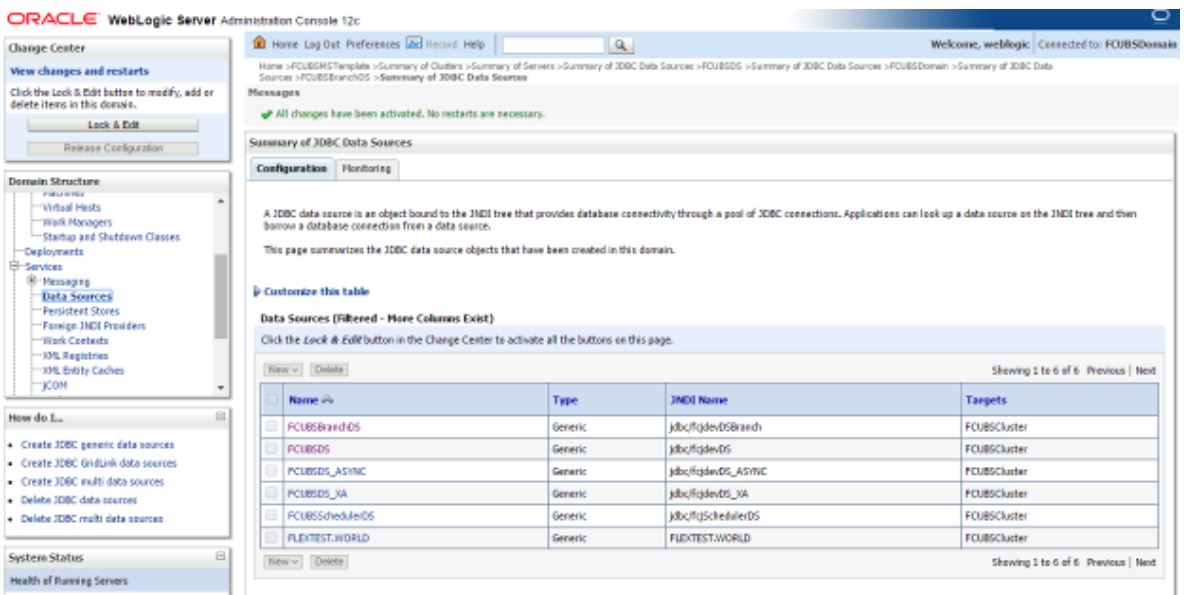 ORACLE WebLogic Server Administration Console 12c
Change Center
View changes and restarts
Click the Lock & Edit button to modify, add or
delete items in this domain.
Lock & Edit
Release Configuration
Domain Structure
Machines
Virtual Hosts
Work Managers
Startup and Shutdown Classes
Deployments
Services
Messaging
Data Sources
Persistent Stores
Foreign JNDI Providers
Work Contexts
XML Registries
XML Entity Caches
jCOM
How do I...
Create JDBC generic data sources
Create JDBC GridLink data sources
Create JDBC multi data sources
Delete JDBC data sources
Delete JDBC multi data sources
System Status
Health of Running Servers
Home Log Out Preferences Record Help
Welcome, weblogic Connected to: FCUBSDomain
Home >FCUBSMSTemplate >Summary of Clusters >Summary of Servers >Summary of JDBC Data Sources >FCUBSDS >Summary of JDBC Data Sources >FCUBSDomain >Summary of JDBC Data
Sources >FCUBSBranchDS >Summary of JDBC Data Sources
Messages
All changes have been activated. No restarts are necessary.
Summary of JDBC Data Sources
Configuration Monitoring
A JDBC data source is an object bound to the JNDI tree that provides database connectivity through a pool of JDBC connections. Applications can look up a data source on the JNDI tree and then
borrow a database connection from a data source.
This page summarizes the JDBC data source objects that have been created in this domain.
Customize this table
Data Sources (Filtered - More Columns Exist)
Click the Lock & Edit button in the Change Center to activate all the buttons on this page.
New Delete Showing 1 to 6 of 6 Previous | Next
Name Type JNDI Name Targets
FCUBSBranchDS Generic jdbc/fcjdevDSBranch FCUBSCluster
FCUBSDS Generic jdbc/fcjdevDS FCUBSCluster
FCUBSDS_ASYNC Generic jdbc/fcjdevDS_ASYNC FCUBSCluster
FCUBSDS_XA Generic jdbc/fcjdevDS_XA FCUBSCluster
FCUBSSchedulerDS Generic jdbc/fcjSchedulerDS FCUBSCluster
FLEXTEST.WORLD Generic FLEXTEST.WORLD FCUBSCluster
New Delete Showing 1 to 6 of 6 Previous | Next